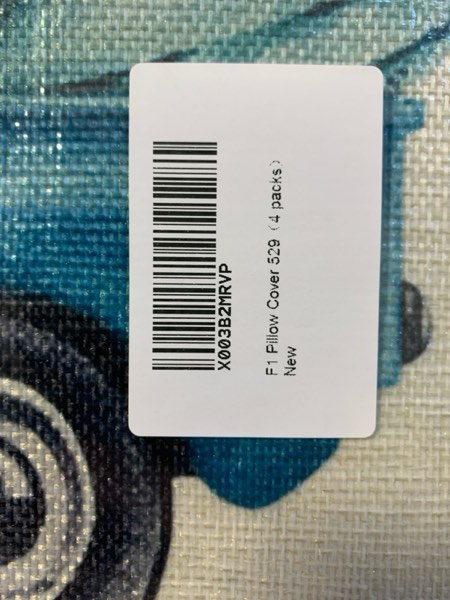 X003B2MRVP
F1 Pillow Cover 529（4 packs）
New